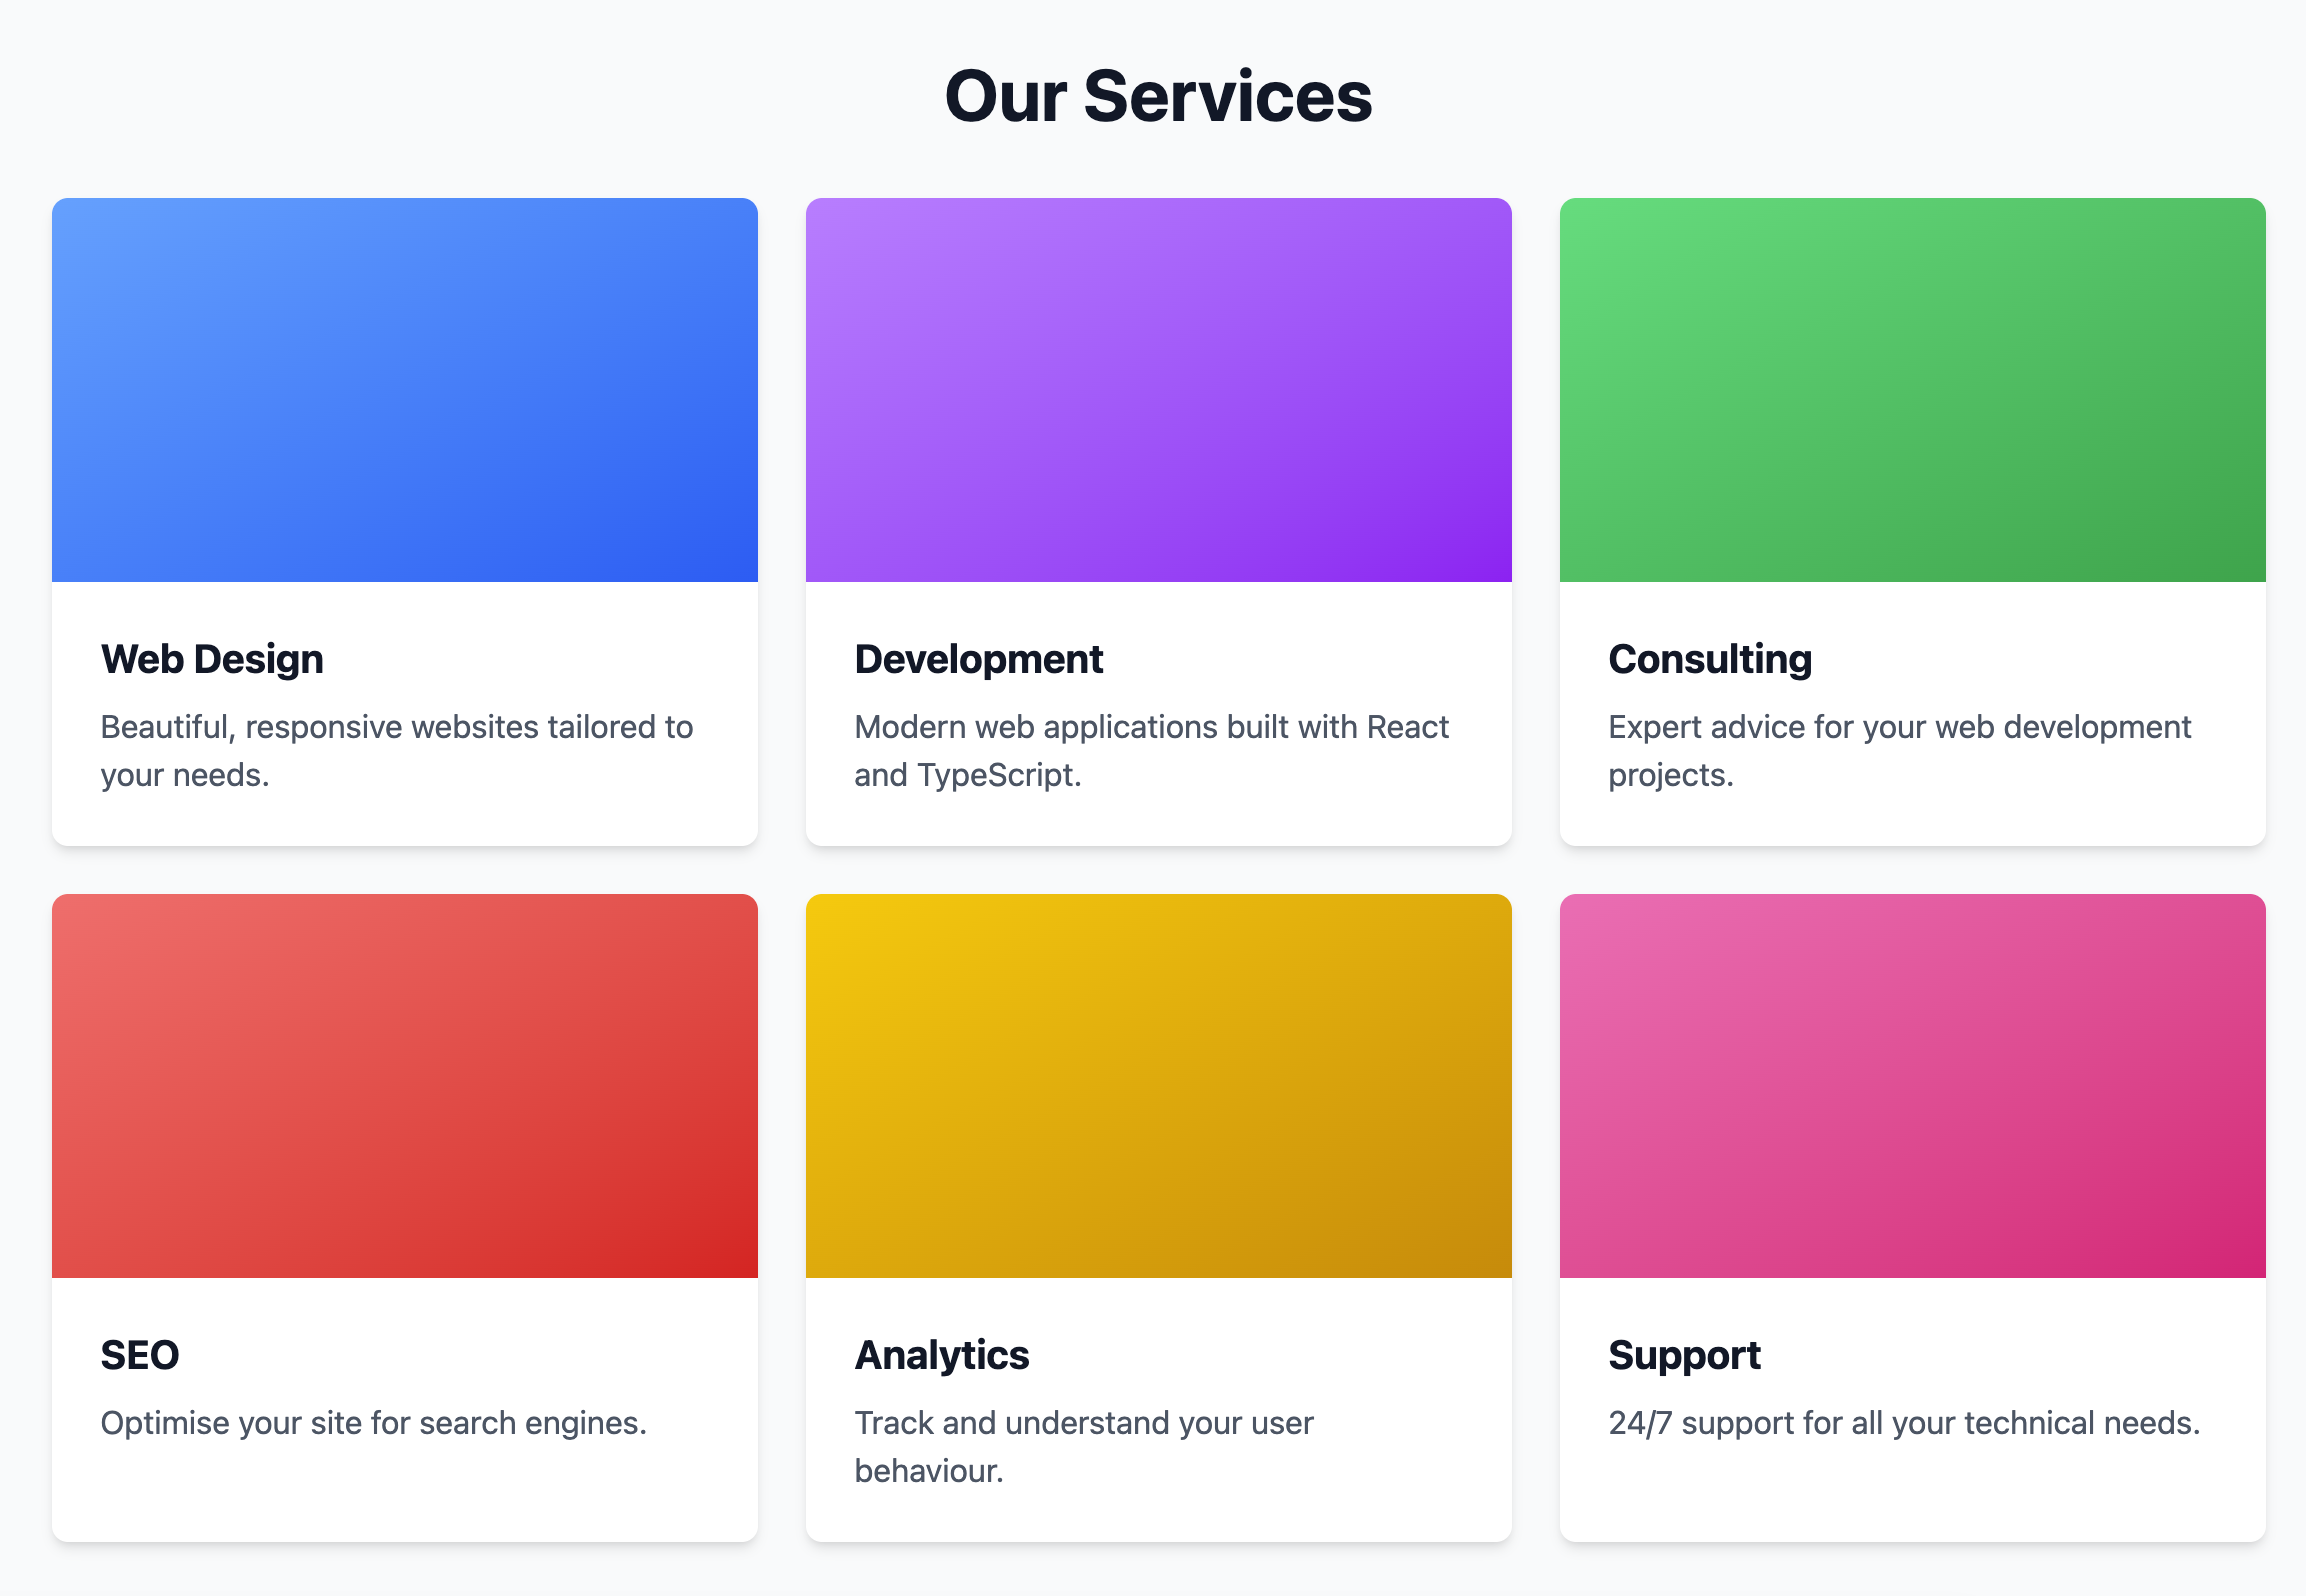 Our Services
Web Design
Beautiful, responsive websites tailored to
your needs.
Development
Modern web applications built with React
and TypeScript.
Consulting
Expert advice for your web development
projects.
SEO
Optimise your site for search engines.
Analytics
Track and understand your user
behaviour.
Support
24/7 support for all your technical needs.